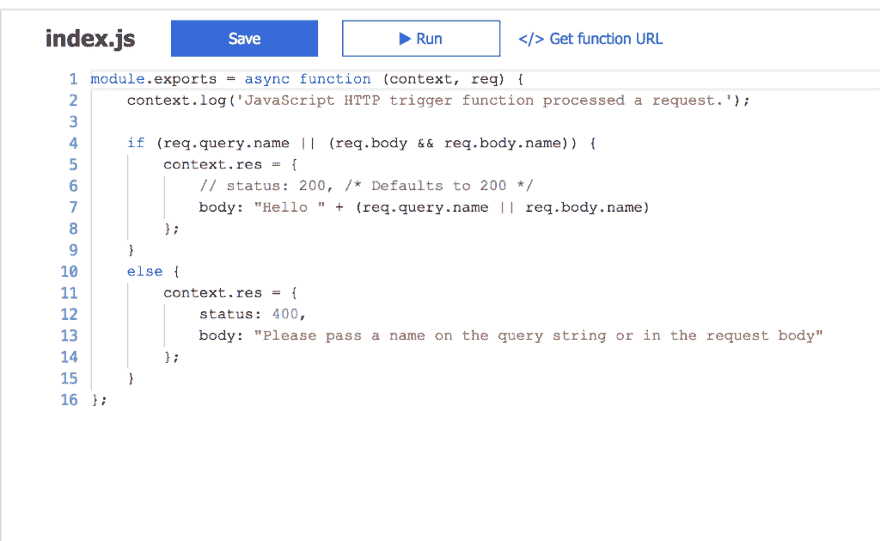 index.js Save Run </> Get function URL
1 module.exports = async function (context, req) {
2     context.log('JavaScript HTTP trigger function processed a request.');
3
4     if (req.query.name || (req.body && req.body.name)) {
5         context.res = {
6             // status: 200, /* Defaults to 200 */
7             body: "Hello " + (req.query.name || req.body.name)
8         };
9     }
10     else {
11         context.res = {
12             status: 400,
13             body: "Please pass a name on the query string or in the request body"
14         };
15     }
16 };